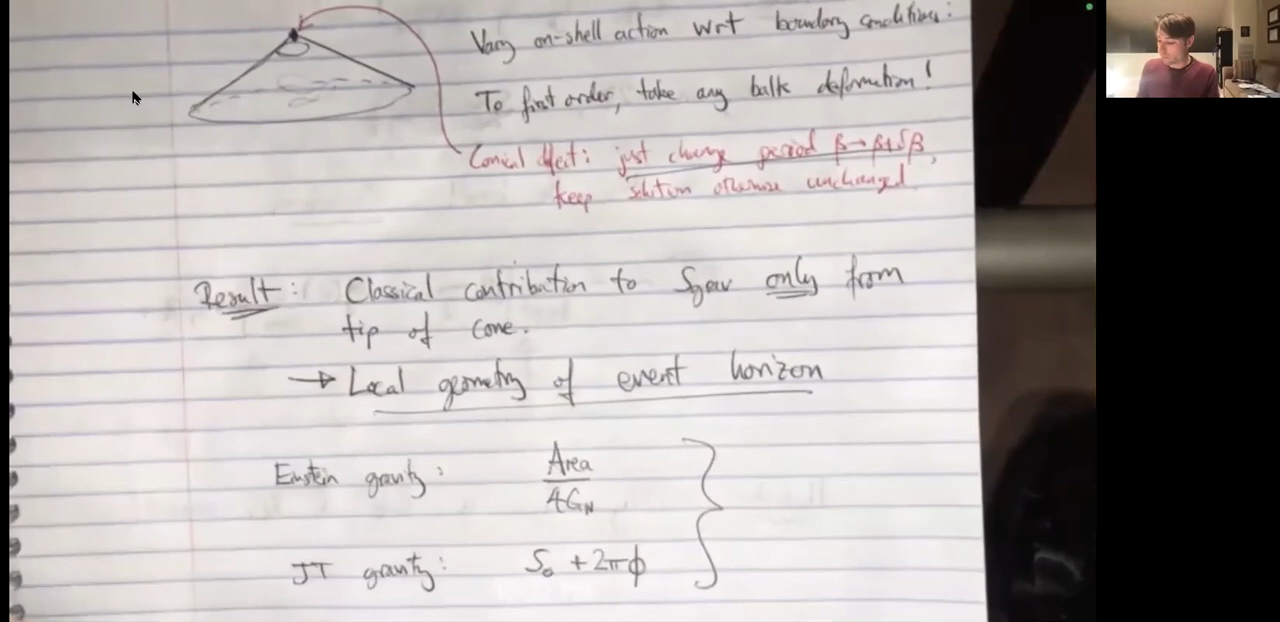 Vary on-shell action wrt boundary conditions:
To first order, take any bulk deformation!
Conical defect: just change period β→β+δβ,
keep solution otherwise unchanged
Result: Classical contribution to Sgrav only from
tip of cone.
→ Local geometry of event horizon
Einstein gravity: Area / 4G_N
JT gravity: S₀ + 2πϕ